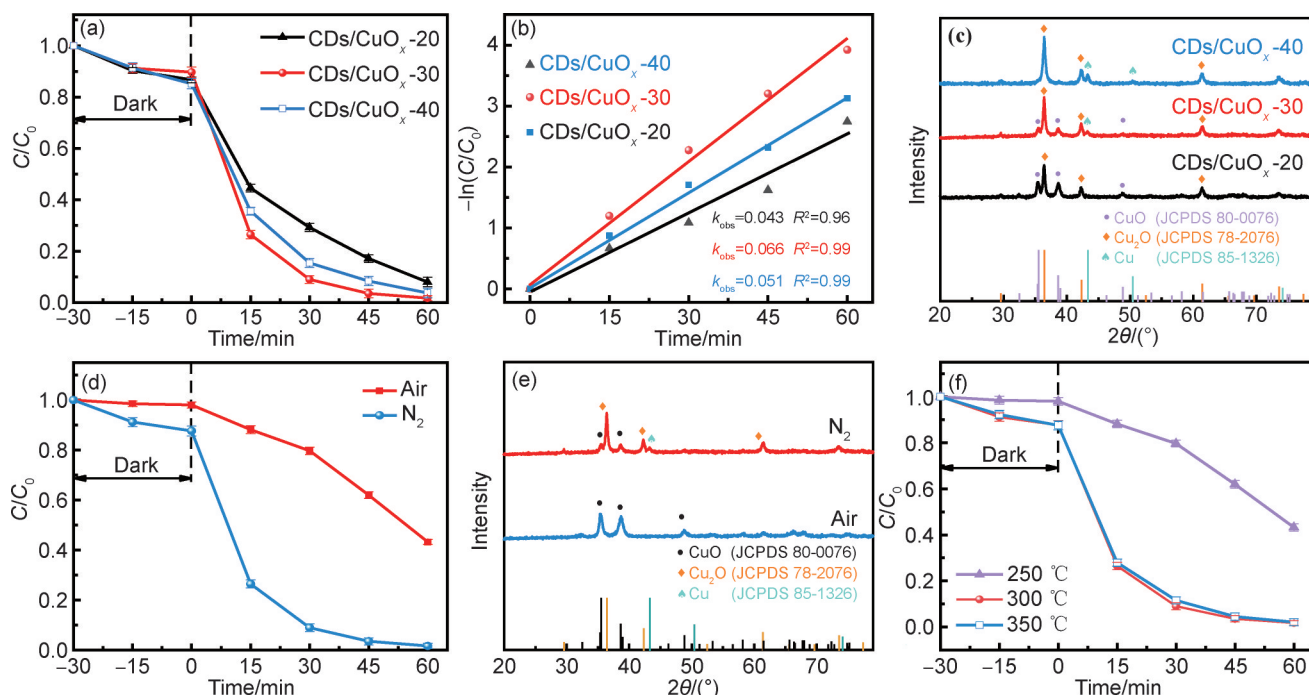 (a)
CDs/CuOₓ-20
CDs/CuOₓ-30
CDs/CuOₓ-40
Dark
C/C₀
1.0
0.8
0.6
0.4
0.2
0.0
−30 −15 0 15 30 45 60
Time/min
(b)
CDs/CuOₓ-40
CDs/CuOₓ-30
CDs/CuOₓ-20
kobs=0.043 R²=0.96
kobs=0.066 R²=0.99
kobs=0.051 R²=0.99
−ln(C/C₀)
−4
3
2
1
0
0 15 30 45 60
Time/min
(c)
CDs/CuOₓ-40
CDs/CuOₓ-30
CDs/CuOₓ-20
CuO (JCPDS 80-0076)
Cu₂O (JCPDS 78-2076)
Cu (JCPDS 85-1326)
Intensity
20 30 40 50 60 70
2θ/(°)
(d)
Air
N₂
Dark
C/C₀
1.0
0.8
0.6
0.4
0.2
0.0
−30 −15 0 15 30 45 60
Time/min
(e)
N₂
Air
CuO (JCPDS 80-0076)
Cu₂O (JCPDS 78-2076)
Cu (JCPDS 85-1326)
Intensity
20 30 40 50 60 70
2θ/(°)
(f)
Dark
250 ℃
300 ℃
350 ℃
C/C₀
1.0
0.8
0.6
0.4
0.2
0.0
−30 −15 0 15 30 45 60
Time/min